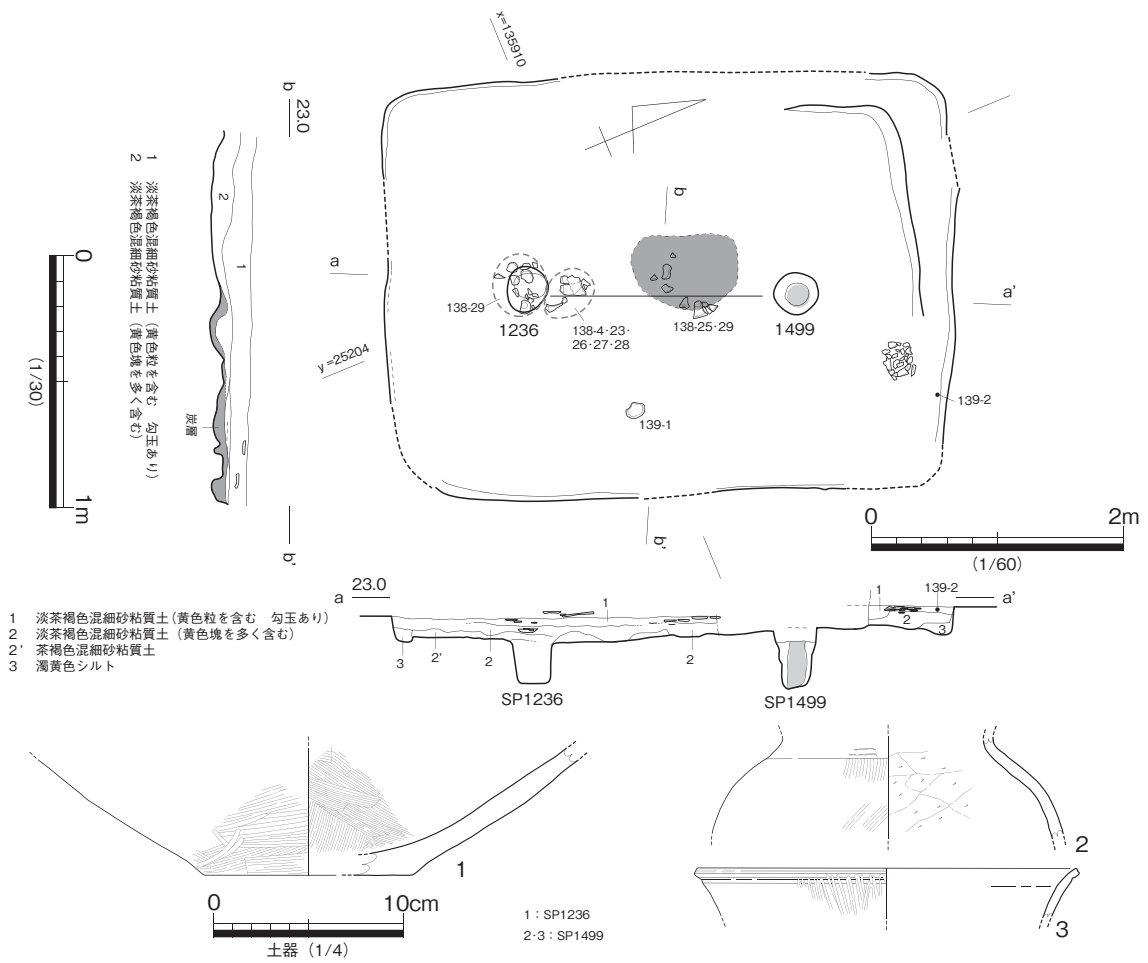 x=135910
b
23.0
1 淡茶褐色混細砂粘質土（黄色粒を含む 勾玉あり）
2 淡茶褐色混細砂粘質土（黄色塊を多く含む）
2
1
炭層
0
(1/30)
1m
b'
b
a
a'
138-29
1236
138-4・23・
26・27・28
138-25・29
1499
y=25204
139-1
139-2
b'
0 2m
(1/60)
a 23.0
1
1
139-2
a'
2
3
3
2'
2
2
SP1236
SP1499
1 淡茶褐色混細砂粘質土（黄色粒を含む 勾玉あり）
2 淡茶褐色混細砂粘質土（黄色塊を多く含む）
2' 茶褐色混細砂粘質土
3 濁黄色シルト
1
2
3
0 10cm
土器（1/4）
1：SP1236
2・3：SP1499